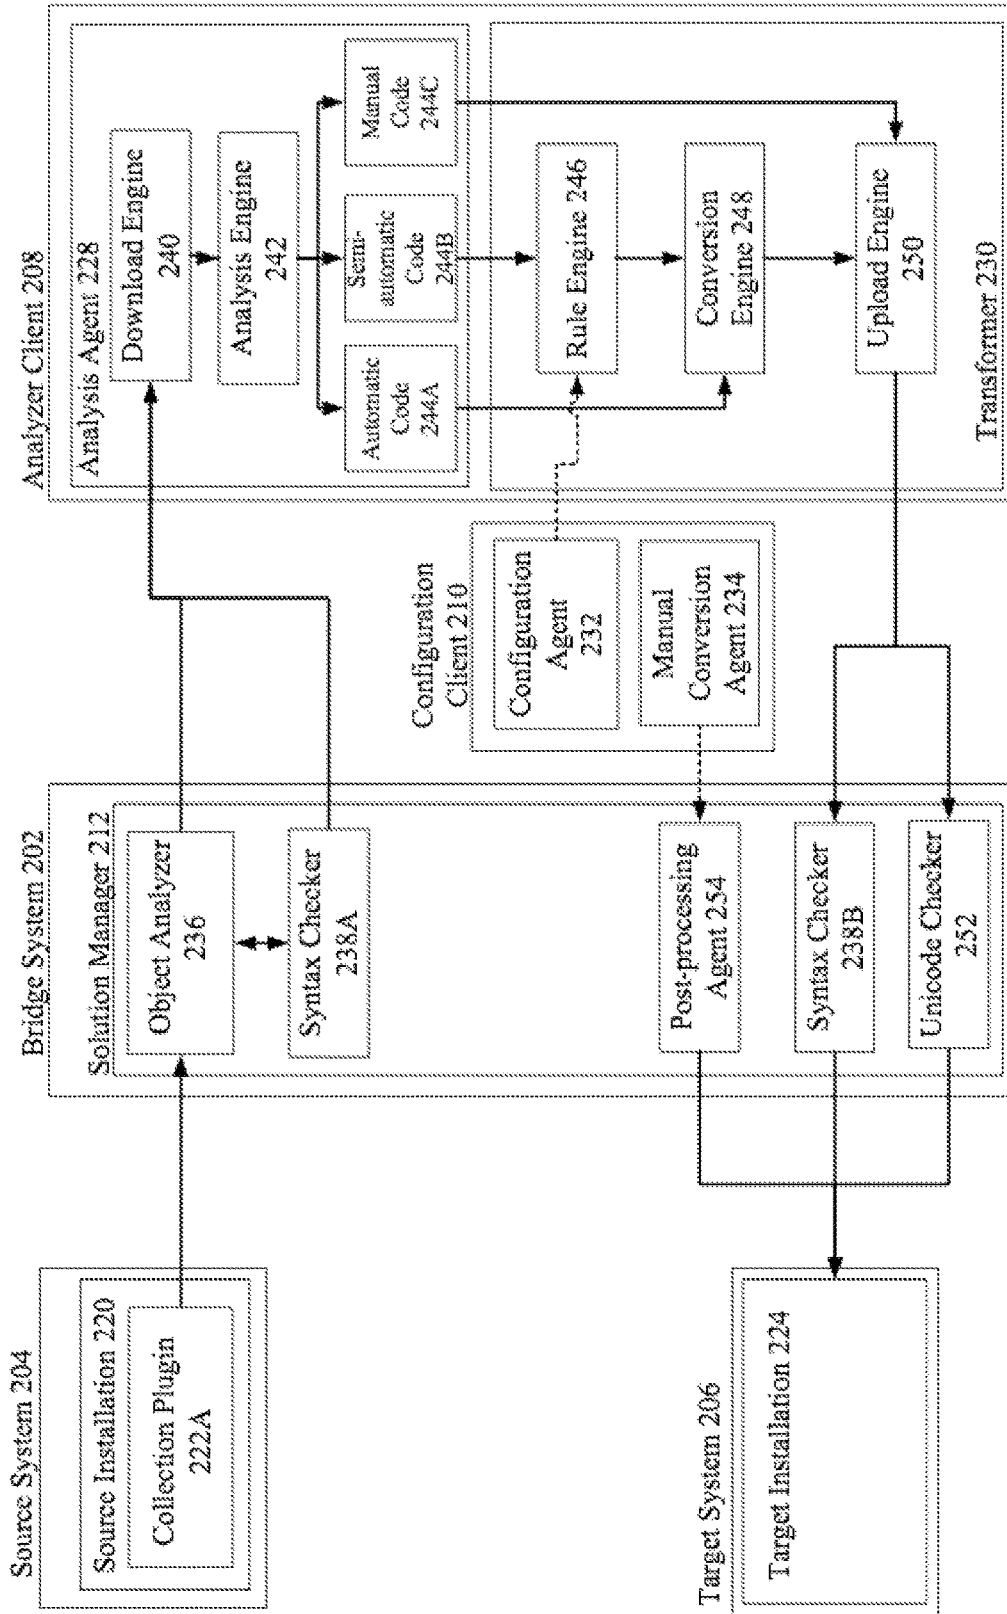 Source System 204
Source Installation 220
Collection Plugin
222A
Bridge System 202
Solution Manager 212
Object Analyzer
236
Syntax Checker
238A
Analyzer Client 208
Analysis Agent 228
Download Engine
240
Analysis Engine
242
Automatic
Code
244A
Semi-
automatic
Code
244B
Manual
Code
244C
Configuration
Client 210
Configuration
Agent
232
Manual
Conversion
Agent 234
Rule Engine 246
Conversion
Engine 248
Upload Engine
250
Transformer 230
Target System 206
Target Installation 224
Post-processing
Agent 254
Syntax Checker
238B
Unicode Checker
252